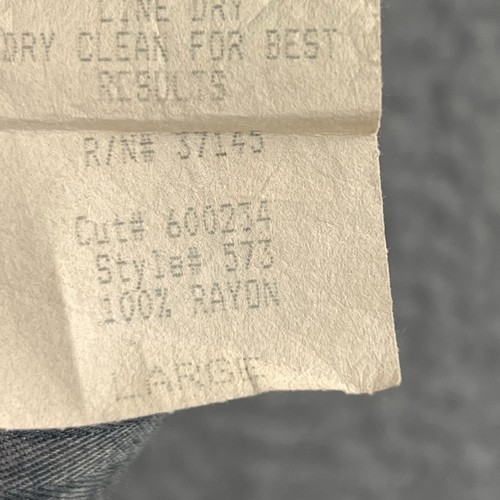 LINE DRY
DRY CLEAN FOR BEST
RESULTS
R/N# 37145
Cut# 600234
Style# 573
100% RAYON
LARGE